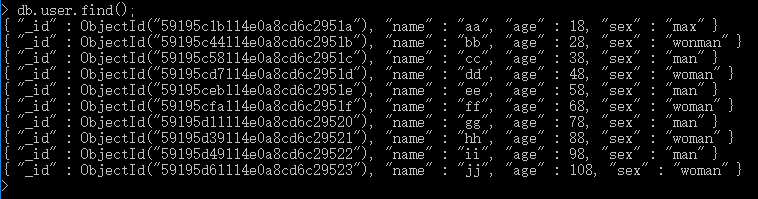 > db.user.find();
{ "_id" : ObjectId("59195c1b114e0a8cd6c2951a"), "name" : "aa", "age" : 18, "sex" : "max" }
{ "_id" : ObjectId("59195c44114e0a8cd6c2951b"), "name" : "bb", "age" : 28, "sex" : "wonman" }
{ "_id" : ObjectId("59195c58114e0a8cd6c2951c"), "name" : "cc", "age" : 38, "sex" : "man" }
{ "_id" : ObjectId("59195cd7114e0a8cd6c2951d"), "name" : "dd", "age" : 48, "sex" : "woman" }
{ "_id" : ObjectId("59195ceb114e0a8cd6c2951e"), "name" : "ee", "age" : 58, "sex" : "man" }
{ "_id" : ObjectId("59195cfa114e0a8cd6c2951f"), "name" : "ff", "age" : 68, "sex" : "woman" }
{ "_id" : ObjectId("59195d11114e0a8cd6c29520"), "name" : "gg", "age" : 78, "sex" : "man" }
{ "_id" : ObjectId("59195d39114e0a8cd6c29521"), "name" : "hh", "age" : 88, "sex" : "woman" }
{ "_id" : ObjectId("59195d49114e0a8cd6c29522"), "name" : "ii", "age" : 98, "sex" : "man" }
{ "_id" : ObjectId("59195d61114e0a8cd6c29523"), "name" : "jj", "age" : 108, "sex" : "woman" }
>